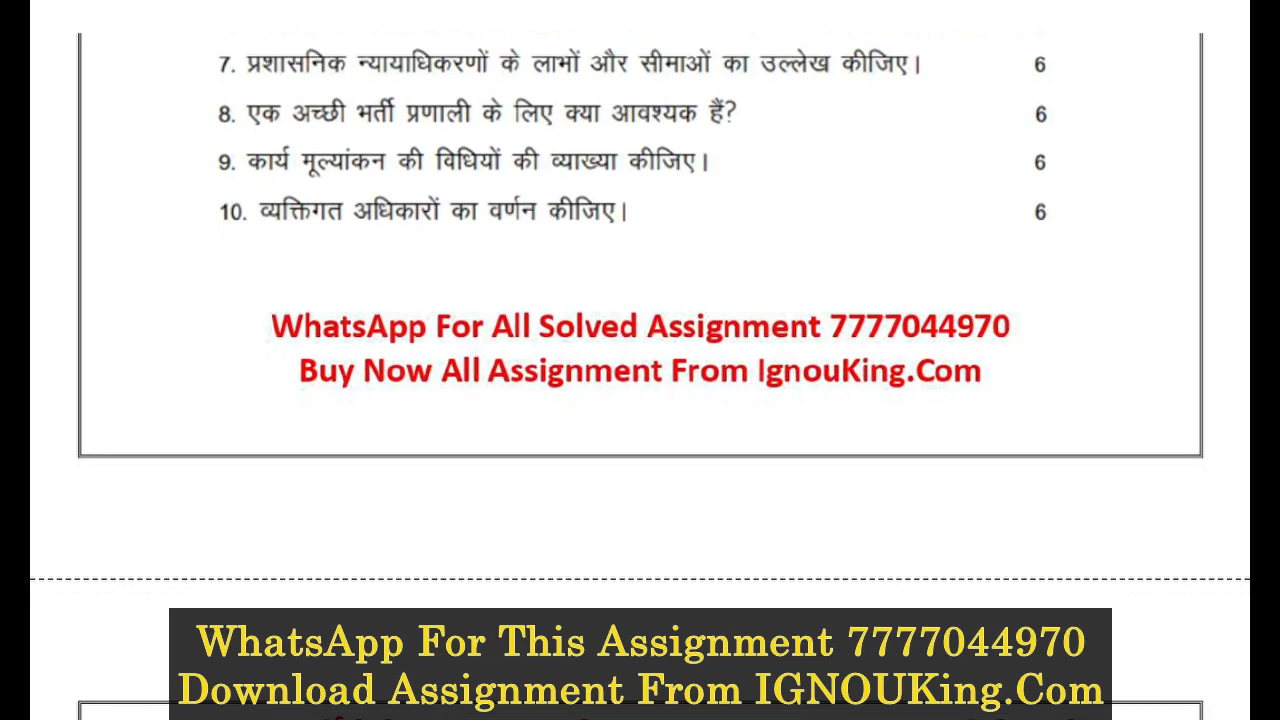 7. प्रशासनिक न्यायाधिकरणों के लाभों और सीमाओं का उल्लेख कीजिए। 6
8. एक अच्छी भर्ती प्रणाली के लिए क्या आवश्यक हैं? 6
9. कार्य मूल्यांकन की विधियों की व्याख्या कीजिए। 6
10. व्यक्तिगत अधिकारों का वर्णन कीजिए। 6
WhatsApp For All Solved Assignment 7777044970
Buy Now All Assignment From IgnouKing.Com
WhatsApp For This Assignment 7777044970
Download Assignment From IGNOUKing.Com